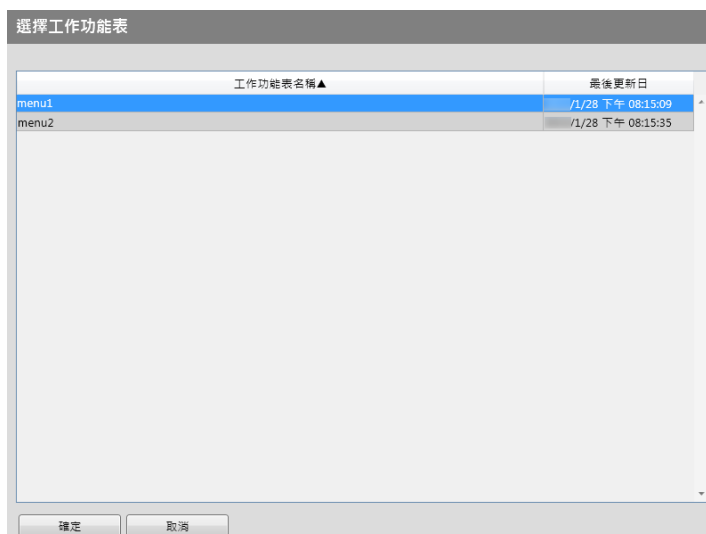 選擇工作功能表
工作功能表名稱▲ 最後更新日
menu1 /1/28 下午 08:15:09
menu2 /1/28 下午 08:15:35
確定 取消